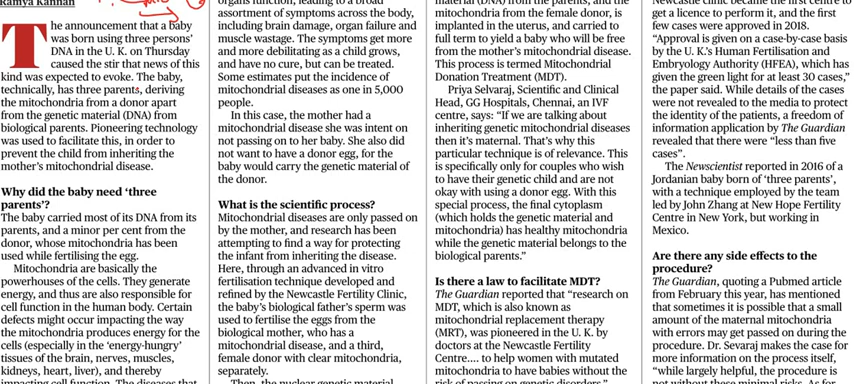 Ramya Kannan
The announcement that a baby
was born using three persons'
DNA in the U. K. on Thursday
caused the stir that news of this
kind was expected to evoke. The baby,
technically, has three parents, deriving
the mitochondria from a donor apart
from the genetic material (DNA) from
biological parents. Pioneering technology
was used to facilitate this, in order to
prevent the child from inheriting the
mother's mitochondrial disease.
Why did the baby need 'three
parents'?
The baby carried most of its DNA from its
parents, and a minor per cent from the
donor, whose mitochondria has been
used while fertilising the egg.
Mitochondria are basically the
powerhouses of the cells. They generate
energy, and thus are also responsible for
cell function in the human body. Certain
defects might occur impacting the way
the mitochondria produces energy for the
cells (especially in the 'energy-hungry'
tissues of the brain, nerves, muscles,
kidneys, heart, liver), and thereby
impacting cell function. The diseases that
organs function, leading to a broad
assortment of symptoms across the body,
including brain damage, organ failure and
muscle wastage. The symptoms get more
and more debilitating as a child grows,
and have no cure, but can be treated.
Some estimates put the incidence of
mitochondrial diseases as one in 5,000
people.
In this case, the mother had a
mitochondrial disease she was intent on
not passing on to her baby. She also did
not want to have a donor egg, for the
baby would carry the genetic material of
the donor.
What is the scientific process?
Mitochondrial diseases are only passed on
by the mother, and research has been
attempting to find a way for protecting
the infant from inheriting the disease.
Here, through an advanced in vitro
fertilisation technique developed and
refined by the Newcastle Fertility Clinic,
the baby's biological father's sperm was
used to fertilise the eggs from the
biological mother, who has a
mitochondrial disease, and a third,
female donor with clear mitochondria,
separately.
Then, the nuclear genetic material
material (DNA) from the parents, and the
mitochondria from the female donor, is
implanted in the uterus, and carried to
full term to yield a baby who will be free
from the mother's mitochondrial disease.
This process is termed Mitochondrial
Donation Treatment (MDT).
Priya Selvaraj, Scientific and Clinical
Head, GG Hospitals, Chennai, an IVF
centre, says: "If we are talking about
inheriting genetic mitochondrial diseases
then it's maternal. That's why this
particular technique is of relevance. This
is specifically only for couples who wish
to have their genetic child and are not
okay with using a donor egg. With this
special process, the final cytoplasm
(which holds the genetic material and
mitochondria) has healthy mitochondria
while the genetic material belongs to the
biological parents."
Is there a law to facilitate MDT?
The Guardian reported that "research on
MDT, which is also known as
mitochondrial replacement therapy
(MRT), was pioneered in the U. K. by
doctors at the Newcastle Fertility
Centre.... to help women with mutated
mitochondria to have babies without the
risk of passing on genetic disorders."
Newcastle clinic became the first centre to
get a licence to perform it, and the first
few cases were approved in 2018.
"Approval is given on a case-by-case basis
by the U. K.'s Human Fertilisation and
Embryology Authority (HFEA), which has
given the green light for at least 30 cases,"
the paper said. While details of the cases
were not revealed to the media to protect
the identity of the patients, a freedom of
information application by The Guardian
revealed that there were "less than five
cases".
The Newscientist reported in 2016 of a
Jordanian baby born of 'three parents',
with a technique employed by the team
led by John Zhang at New Hope Fertility
Centre in New York, but working in
Mexico.
Are there any side effects to the
procedure?
The Guardian, quoting a Pubmed article
from February this year, has mentioned
that sometimes it is possible that a small
amount of the maternal mitochondria
with errors may get passed on during the
procedure. Dr. Sevaraj makes the case for
more information on the process itself,
"while largely helpful, the procedure is
not without these minimal risks. As for